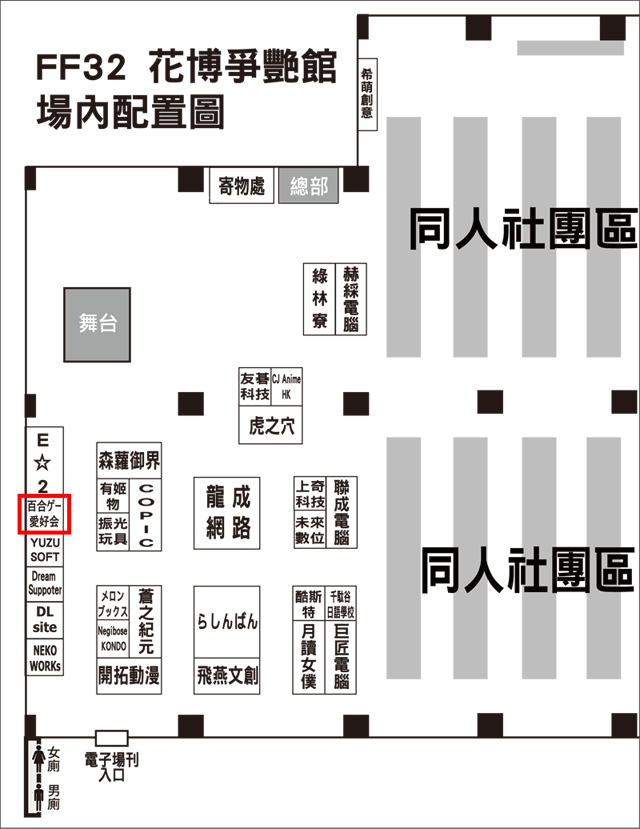 FF32 花博爭艷館
場內配置圖
希萌創意
寄物處
總部
同人社團區
綠林寮
赫綵電腦
舞台
友碁
科技
CJ Anime
HK
虎之穴
E
☆
2
百合ゲー
愛好会
YUZU
SOFT
Dream
Suppoter
DL
site
NEKO
WORKs
森蘿御界
有姬
物
COPIC
振光
玩具
龍成
網路
上奇
科技
聯成電腦
未來
數位
同人社團區
メロン
ブックス
蒼之紀元
Negibose
KONDO
開拓動漫
らしんばん
飛燕文創
酷斯
特
千駄谷
日語學校
月讀女僕
巨匠電腦
女廁
男廁
電子場刊
入口